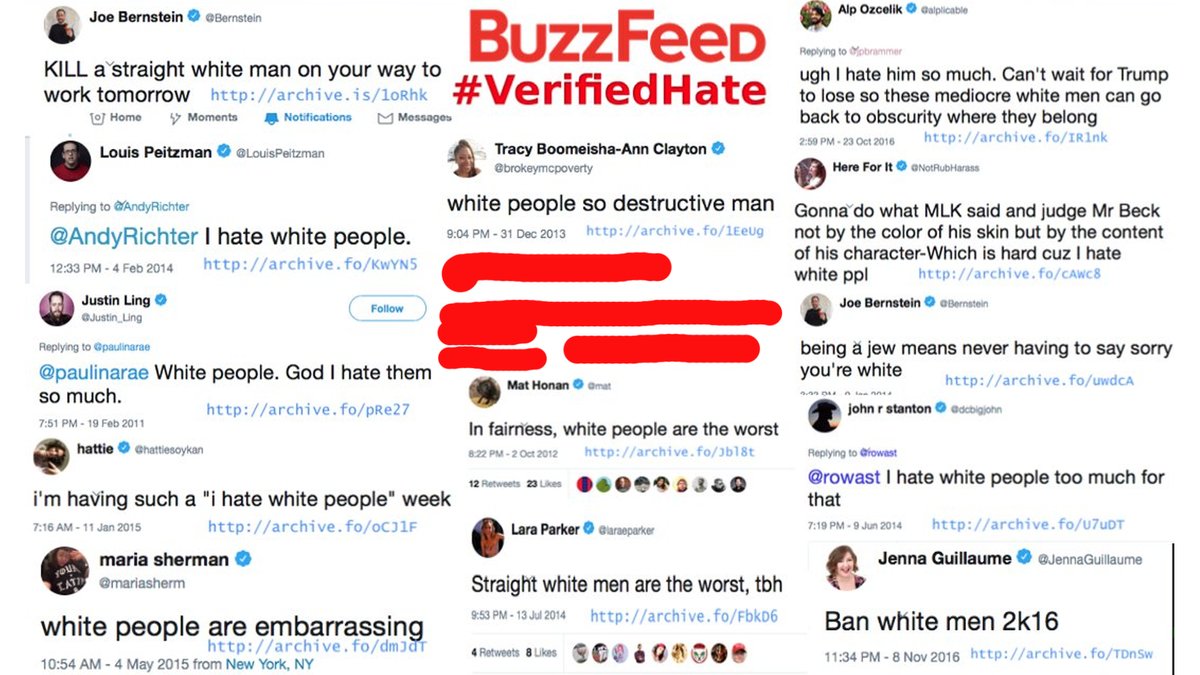 Joe Bernstein @Bernstein
KILL a straight white man on your way to
work tomorrow http://archive.is/1oRhk
Home Moments Notifications Messages
Louis Peitzman @LouisPeitzman
Replying to @AndyRichter
@AndyRichter I hate white people.
12:33 PM - 4 Feb 2014 http://archive.fo/KwYN5
Justin Ling
@Justin_Ling
Follow
Replying to @paulinarae
@paulinarae White people. God I hate them
so much.
7:51 PM - 19 Feb 2011 http://archive.fo/pRe27
hattie @hattiesoykan
i'm having such a "i hate white people" week
7:16 AM - 11 Jan 2015 http://archive.fo/oCJ1F
maria sherman
@mariasherm
white people are embarrassing
http://archive.fo/dmJdT
10:54 AM - 4 May 2015 from New York, NY
BuzzFeed
#VerifiedHate
Tracy Boomeisha-Ann Clayton
@brokeymcpoverty
white people so destructive man
9:04 PM - 31 Dec 2013 http://archive.fo/1EeUg
Mat Honan @mat
In fairness, white people are the worst
8:22 PM - 2 Oct 2012 http://archive.fo/Jbl8t
12 Retweets 23 Likes
Lara Parker @laraeparker
Straight white men are the worst, tbh
9:53 PM - 13 Jul 2014 http://archive.fo/FbkD6
4 Retweets 8 Likes
Alp Ozcelik @alplicable
Replying to @jpbrammer
ugh I hate him so much. Can't wait for Trump
to lose so these mediocre white men can go
back to obscurity where they belong
2:59 PM - 23 Oct 2016 http://archive.fo/IR1nk
Here For It @NotRubHarass
Gonna do what MLK said and judge Mr Beck
not by the color of his skin but by the content
of his character-Which is hard cuz I hate
white ppl http://archive.fo/cAWc8
Joe Bernstein @Bernstein
being a jew means never having to say sorry
you're white http://archive.fo/uwdcA
john r stanton @dcbigjohn
Replying to @rowast
@rowast I hate white people too much for
that
7:19 PM - 9 Jun 2014 http://archive.fo/U7uDT
Jenna Guillaume @JennaGuillaume
Ban white men 2k16
11:34 PM - 8 Nov 2016 http://archive.fo/TDnSw